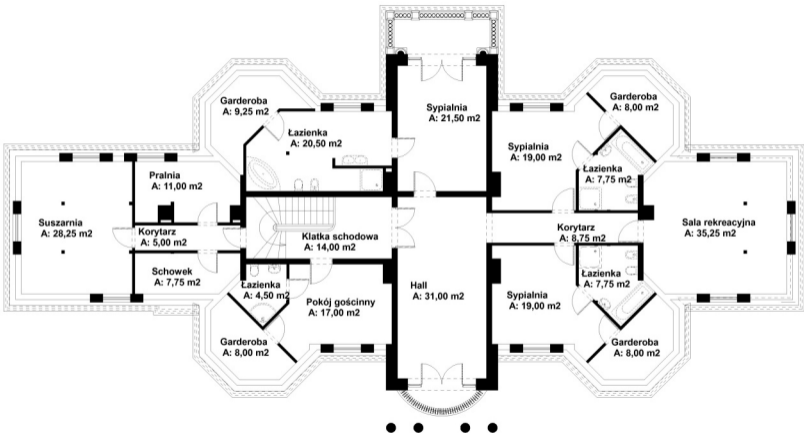 Garderoba
A: 9,25 m2
Łazienka
A: 20,50 m2
Sypialnia
A: 21,50 m2
Garderoba
A: 8,00 m2
Sypialnia
A: 19,00 m2
Łazienka
A: 7,75 m2
Pralnia
A: 11,00 m2
Suszarnia
A: 28,25 m2
Korytarz
A: 5,00 m2
Klatka schodowa
A: 14,00 m2
Korytarz
A: 8,75 m2
Sala rekreacyjna
A: 35,25 m2
Schowek
A: 7,75 m2
Łazienka
A: 4,50 m2
Pokój gościnny
A: 17,00 m2
Hall
A: 31,00 m2
Sypialnia
A: 19,00 m2
Łazienka
A: 7,75 m2
Garderoba
A: 8,00 m2
Garderoba
A: 8,00 m2